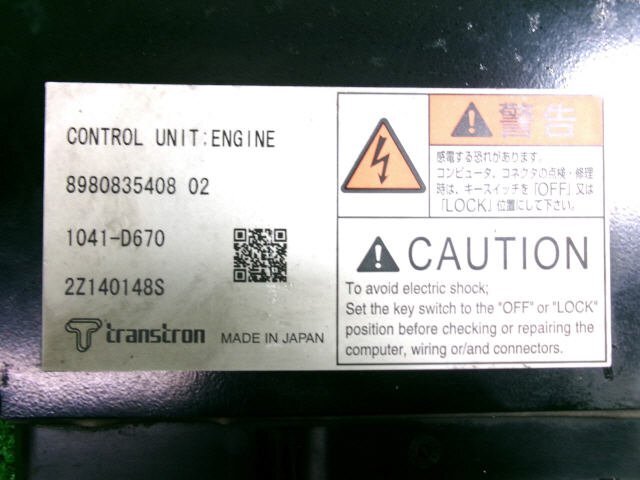 CONTROL UNIT:ENGINE
8980835408 02
1041-D670
2Z140148S
transtron MADE IN JAPAN
警告
感電する恐れがあります。
コンピュータ、コネクタの点検・修理
時は、キースイッチを「OFF」又は
「LOCK」位置にして下さい。
CAUTION
To avoid electric shock;
Set the key switch to the "OFF" or "LOCK"
position before checking or repairing the
computer, wiring or/and connectors.